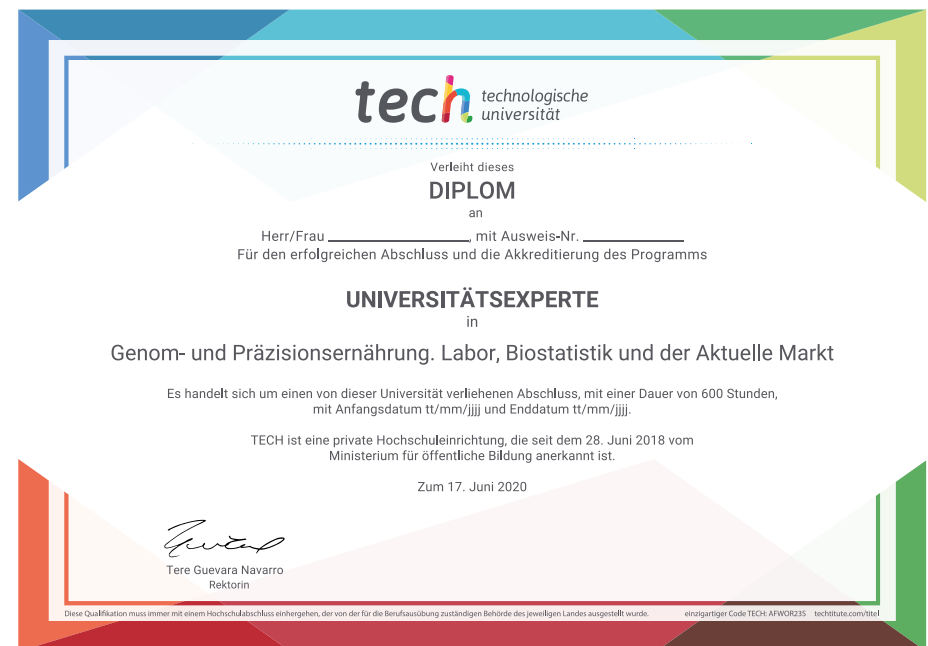 tech technologische
universität
Verleiht dieses
DIPLOM
an
Herr/Frau ____________, mit Ausweis-Nr. ____________
Für den erfolgreichen Abschluss und die Akkreditierung des Programms
UNIVERSITÄTSEXPERTE
in
Genom- und Präzisionsernährung. Labor, Biostatistik und der Aktuelle Markt
Es handelt sich um einen von dieser Universität verliehenen Abschluss, mit einer Dauer von 600 Stunden,
mit Anfangsdatum tt/mm/jjjj und Enddatum tt/mm/jjjj.
TECH ist eine private Hochschuleinrichtung, die seit dem 28. Juni 2018 vom
Ministerium für öffentliche Bildung anerkannt ist.
Zum 17. Juni 2020
Tere Guevara Navarro
Rektorin
Diese Qualifikation muss immer mit einem Hochschulabschluss einhergehen, der von der für die Berufsausübung zuständigen Behörde des jeweiligen Landes ausgestellt wurde. einzigartiger Code TECH: AFWOR23S techtitute.com/titel